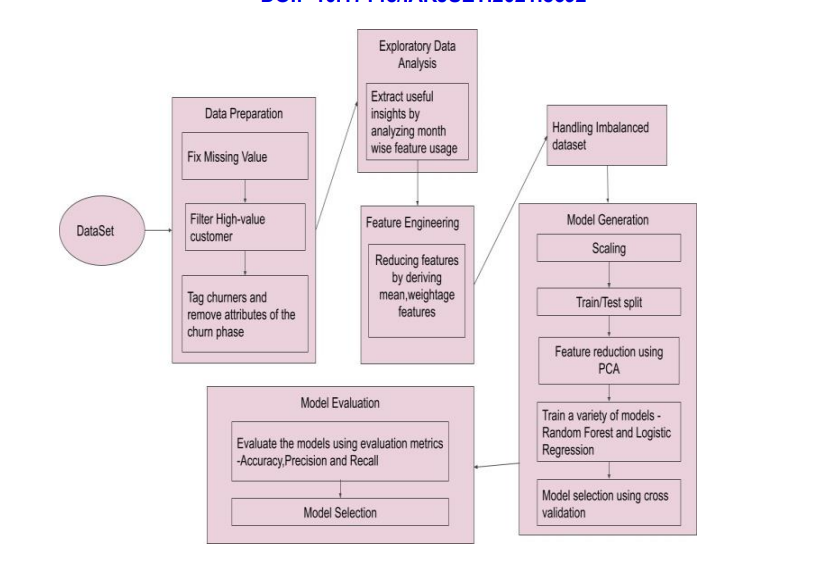 DataSet
Data Preparation
Fix Missing Value
Filter High-value
customer
Tag churners and
remove attributes of the
churn phase
Exploratory Data
Analysis
Extract useful
insights by
analyzing month
wise feature usage
Feature Engineering
Reducing features
by deriving
mean,weightage
features
Handling Imbalanced
dataset
Model Generation
Scaling
Train/Test split
Feature reduction using
PCA
Train a variety of models -
Random Forest and Logistic
Regression
Model selection using cross
validation
Model Evaluation
Evaluate the models using evaluation metrics
-Accuracy,Precision and Recall
Model Selection